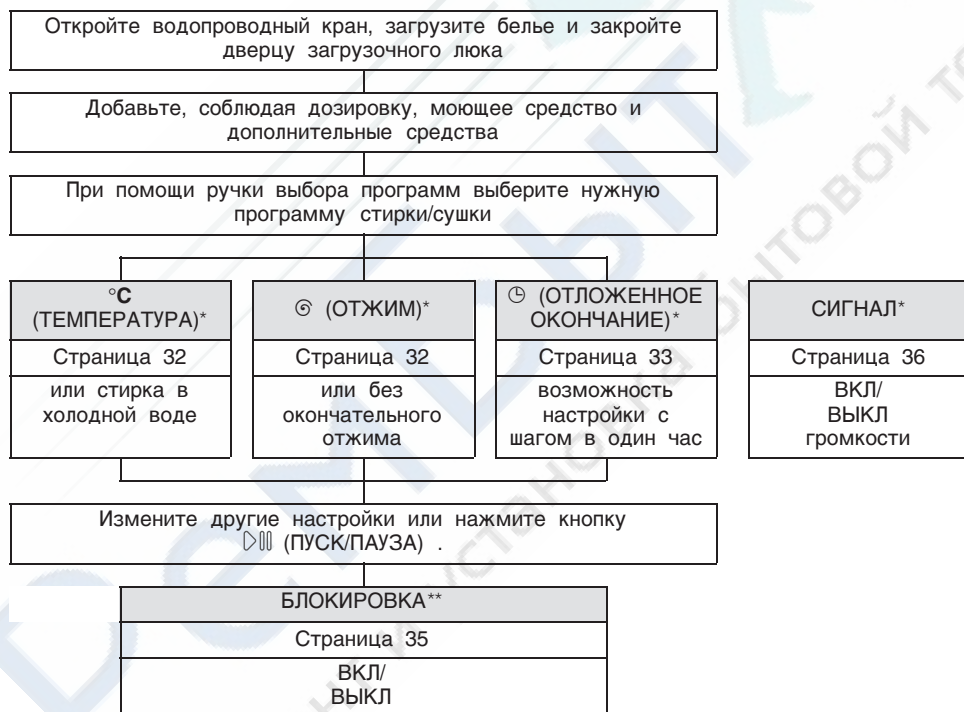 Откройте водопроводный кран, загрузите белье и закройте
дверцу загрузочного люка
Добавьте, соблюдая дозировку, моющее средство и
дополнительные средства
При помощи ручки выбора программ выберите нужную
программу стирки/сушки
°C
(ТЕМПЕРАТУРА)*
Страница 32
или стирка в
холодной воде
(ОТЖИМ)*
Страница 32
или без
окончательного
отжима
(ОТЛОЖЕННОЕ
ОКОНЧАНИЕ)*
Страница 33
возможность
настройки с
шагом в один час
СИГНАЛ*
Страница 36
ВКЛ/
ВЫКЛ
громкости
Измените другие настройки или нажмите кнопку
(ПУСК/ПАУЗА) .
БЛОКИРОВКА**
Страница 35
ВКЛ/
ВЫКЛ
DемБЫТ
и установка бытовой